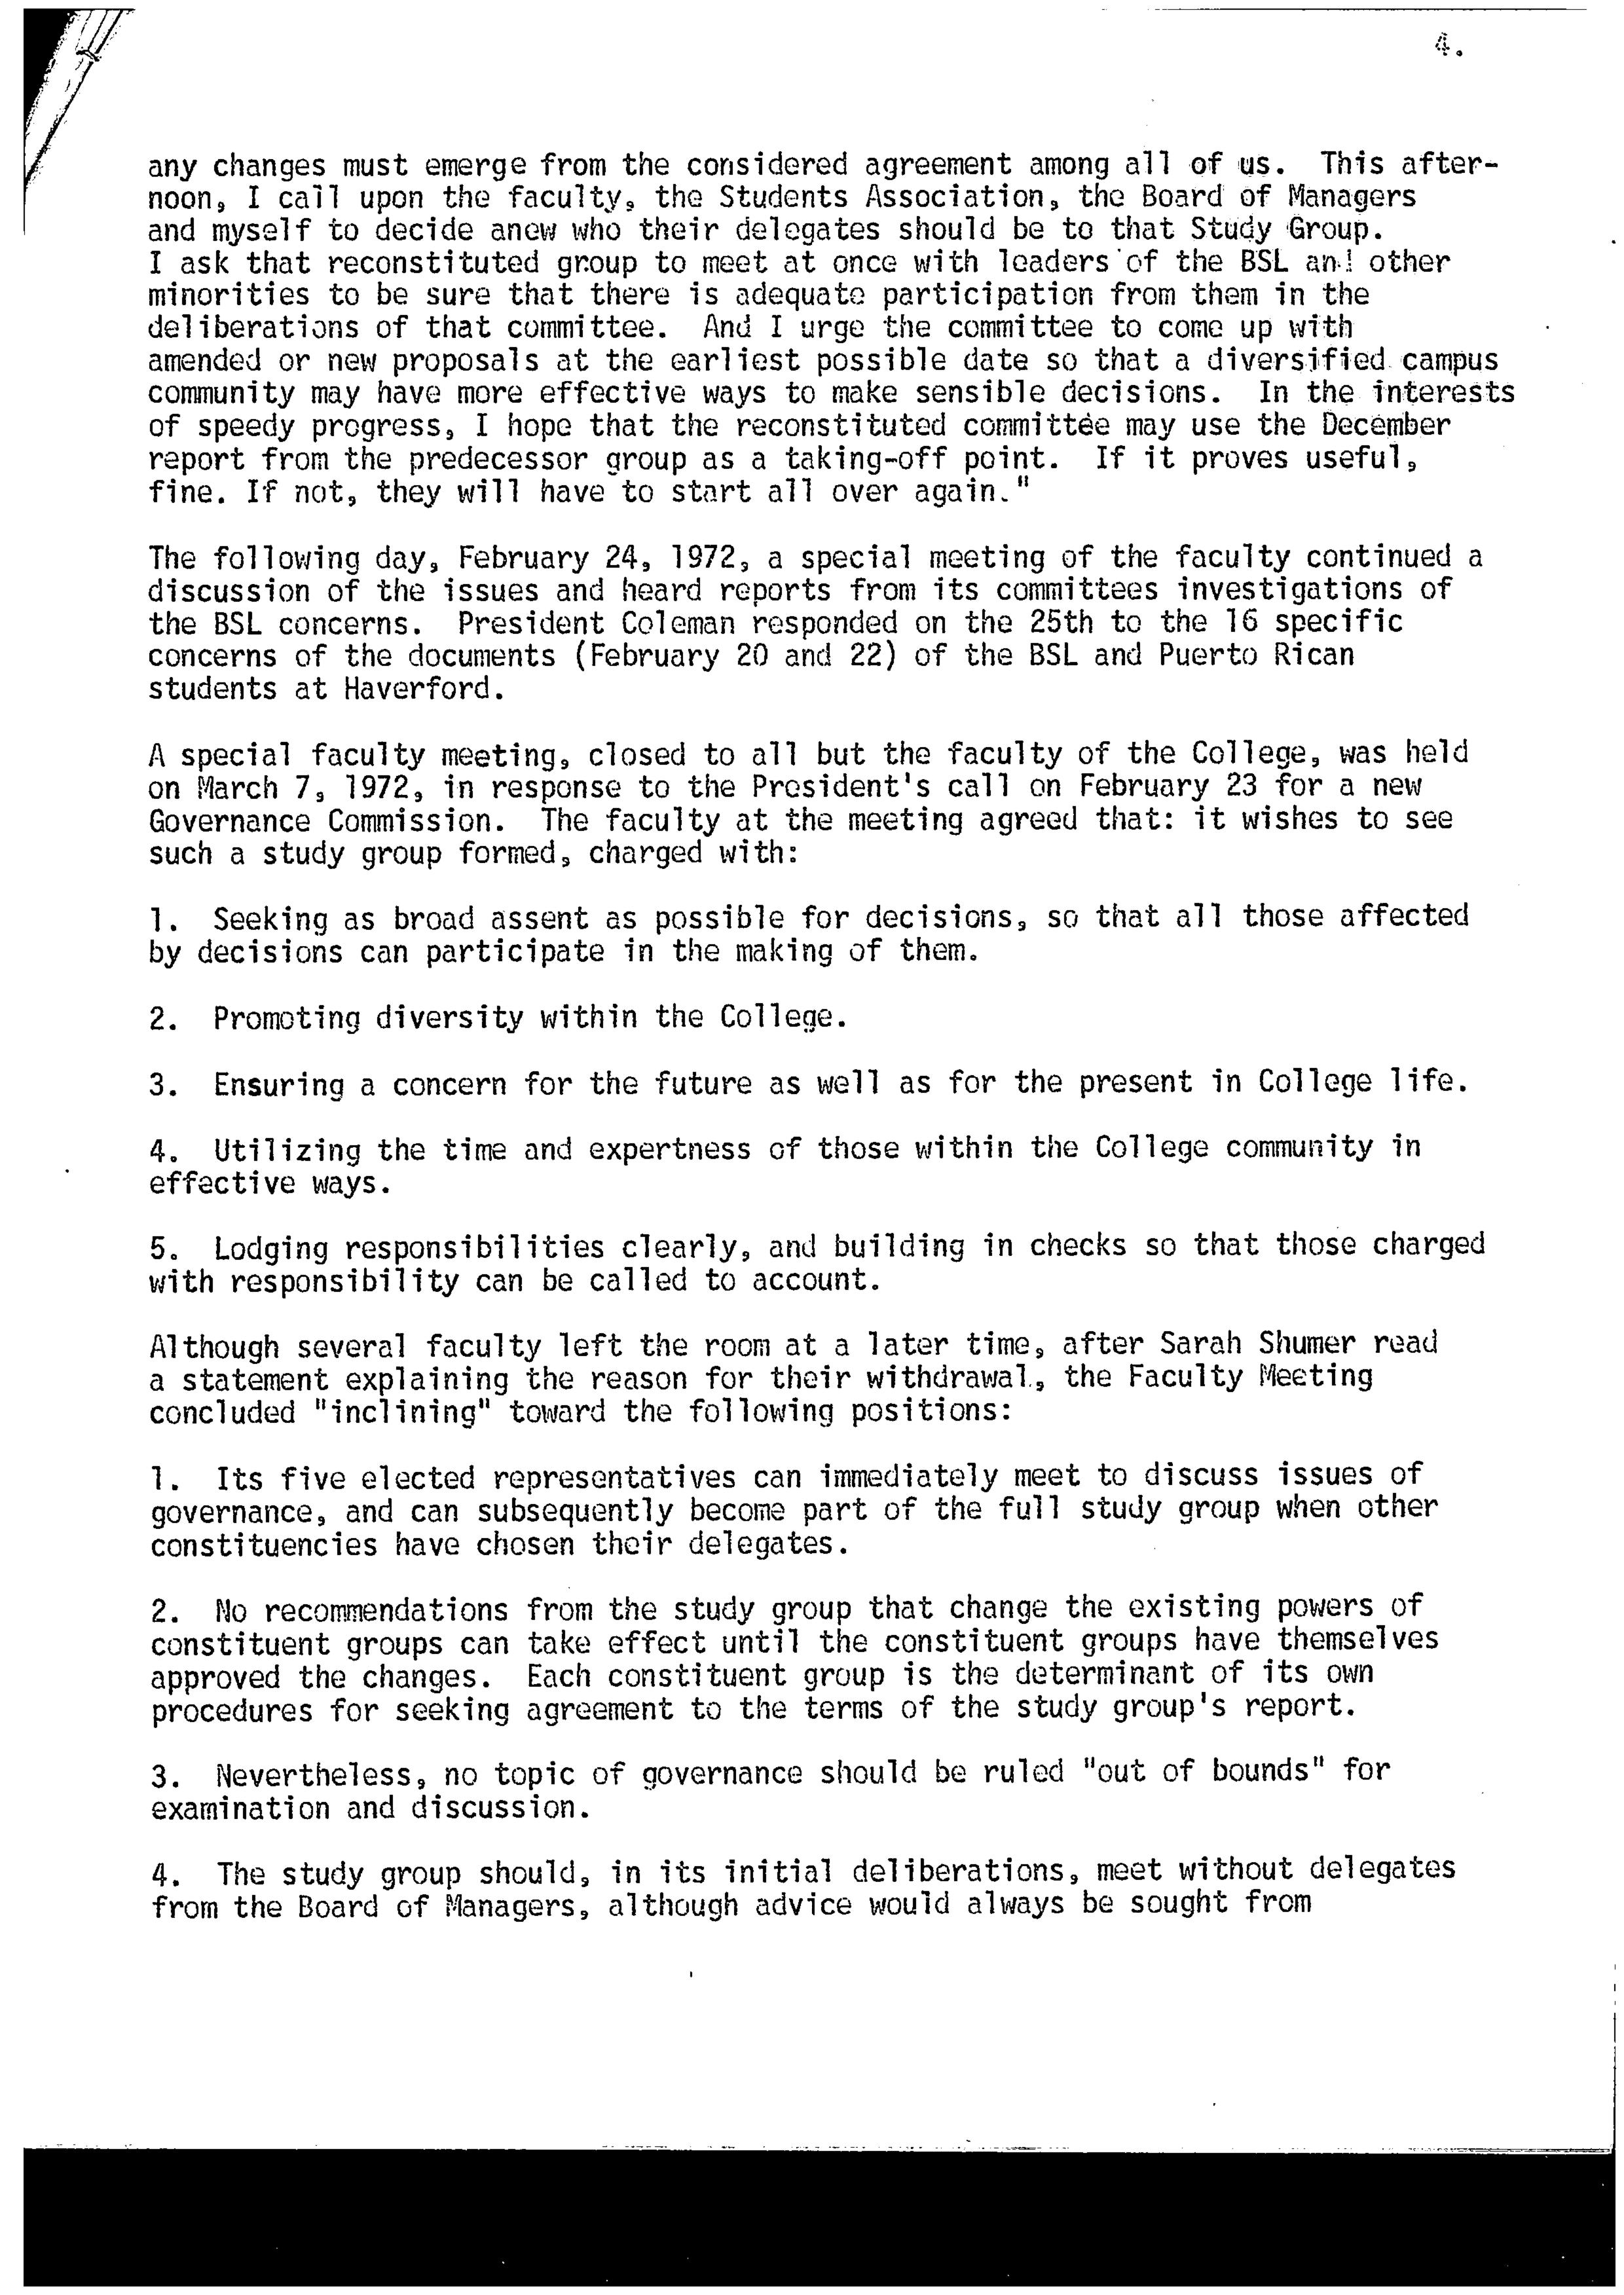 4.
any changes must emerge from the considered agreement among all of us. This after-
noon, I call upon the faculty, the Students Association, the Board of Managers
and myself to decide anew who their delegates should be to that Study Group.
I ask that reconstituted group to meet at once with leaders of the BSL and other
minorities to be sure that there is adequate participation from them in the
deliberations of that committee. And I urge the committee to come up with
amended or new proposals at the earliest possible date so that a diversified campus
community may have more effective ways to make sensible decisions. In the interests
of speedy progress, I hope that the reconstituted committee may use the December
report from the predecessor group as a taking-off point. If it proves useful,
fine. If not, they will have to start all over again."
The following day, February 24, 1972, a special meeting of the faculty continued a
discussion of the issues and heard reports from its committees investigations of
the BSL concerns. President Coleman responded on the 25th to the 16 specific
concerns of the documents (February 20 and 22) of the BSL and Puerto Rican
students at Haverford.
A special faculty meeting, closed to all but the faculty of the College, was held
on March 7, 1972, in response to the President's call on February 23 for a new
Governance Commission. The faculty at the meeting agreed that: it wishes to see
such a study group formed, charged with:
1. Seeking as broad assent as possible for decisions, so that all those affected
by decisions can participate in the making of them.
2. Promoting diversity within the College.
3. Ensuring a concern for the future as well as for the present in College life.
4. Utilizing the time and expertness of those within the College community in
effective ways.
5. Lodging responsibilities clearly, and building in checks so that those charged
with responsibility can be called to account.
Although several faculty left the room at a later time, after Sarah Shumer read
a statement explaining the reason for their withdrawal, the Faculty Meeting
concluded "inclining" toward the following positions:
1. Its five elected representatives can immediately meet to discuss issues of
governance, and can subsequently become part of the full study group when other
constituencies have chosen their delegates.
2. No recommendations from the study group that change the existing powers of
constituent groups can take effect until the constituent groups have themselves
approved the changes. Each constituent group is the determinant of its own
procedures for seeking agreement to the terms of the study group's report.
3. Nevertheless, no topic of governance should be ruled "out of bounds" for
examination and discussion.
4. The study group should, in its initial deliberations, meet without delegates
from the Board of Managers, although advice would always be sought from